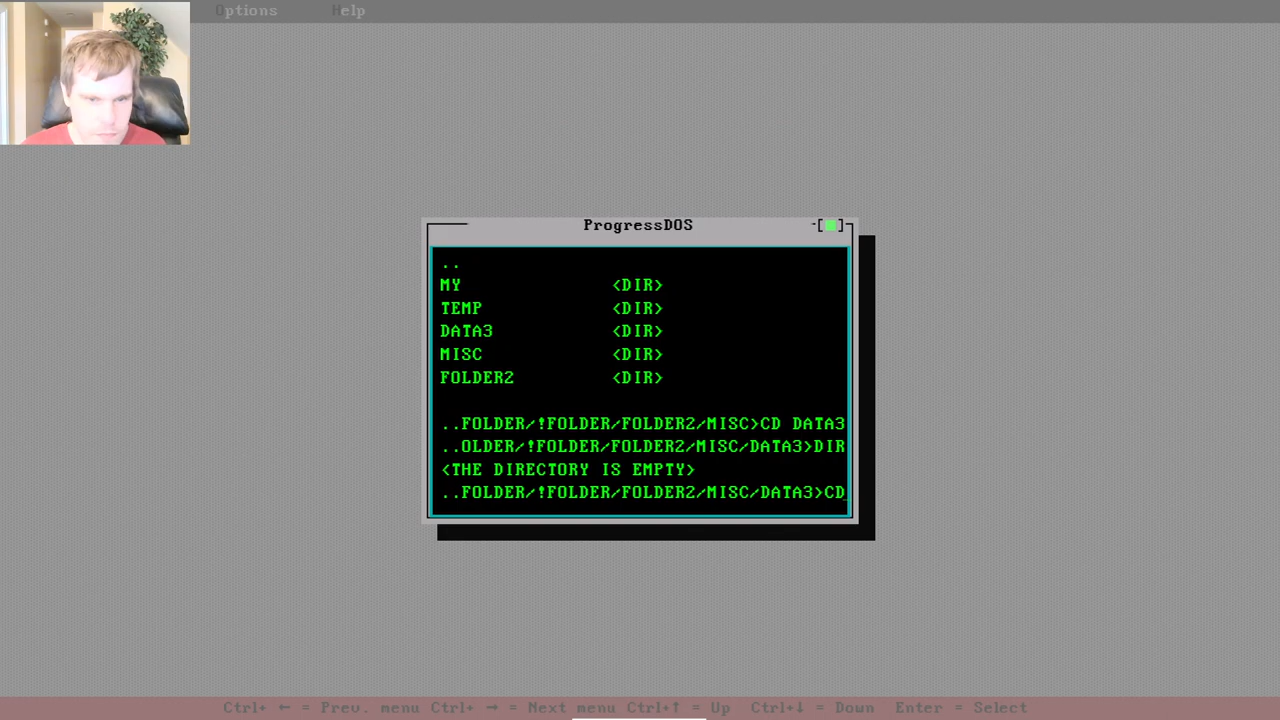 Options Help
ProgressDOS
[■]
..
MY <DIR>
TEMP <DIR>
DATA3 <DIR>
MISC <DIR>
FOLDER2 <DIR>
..FOLDER/!FOLDER/FOLDER2/MISC>CD DATA3
..OLDER/!FOLDER/FOLDER2/MISC/DATA3>DIR
<THE DIRECTORY IS EMPTY>
..FOLDER/!FOLDER/FOLDER2/MISC/DATA3>CD_
Ctrl+ ← = Prev. menu Ctrl+ → = Next menu Ctrl+↑ = Up Ctrl+↓ = Down Enter = Select